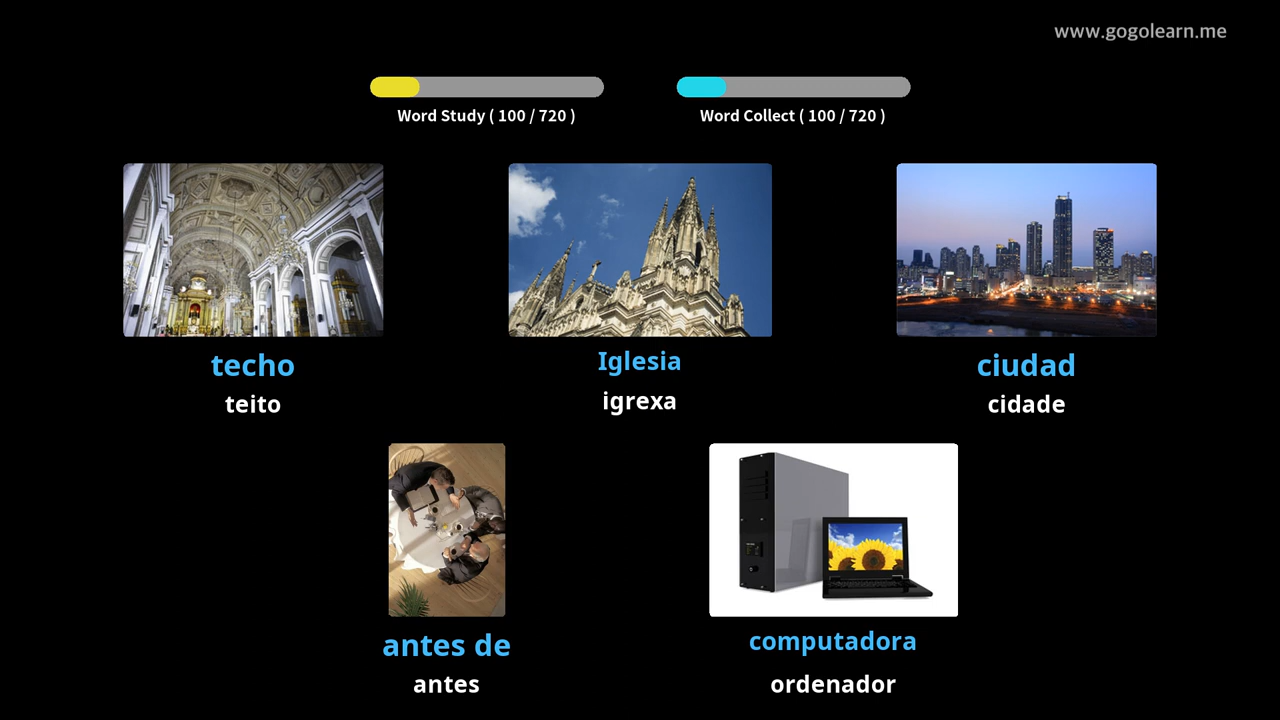 www.gogolearn.me
Word Study ( 100 / 720 )
Word Collect ( 100 / 720 )
techo
teito
Iglesia
igrexa
ciudad
cidade
antes de
antes
computadora
ordenador